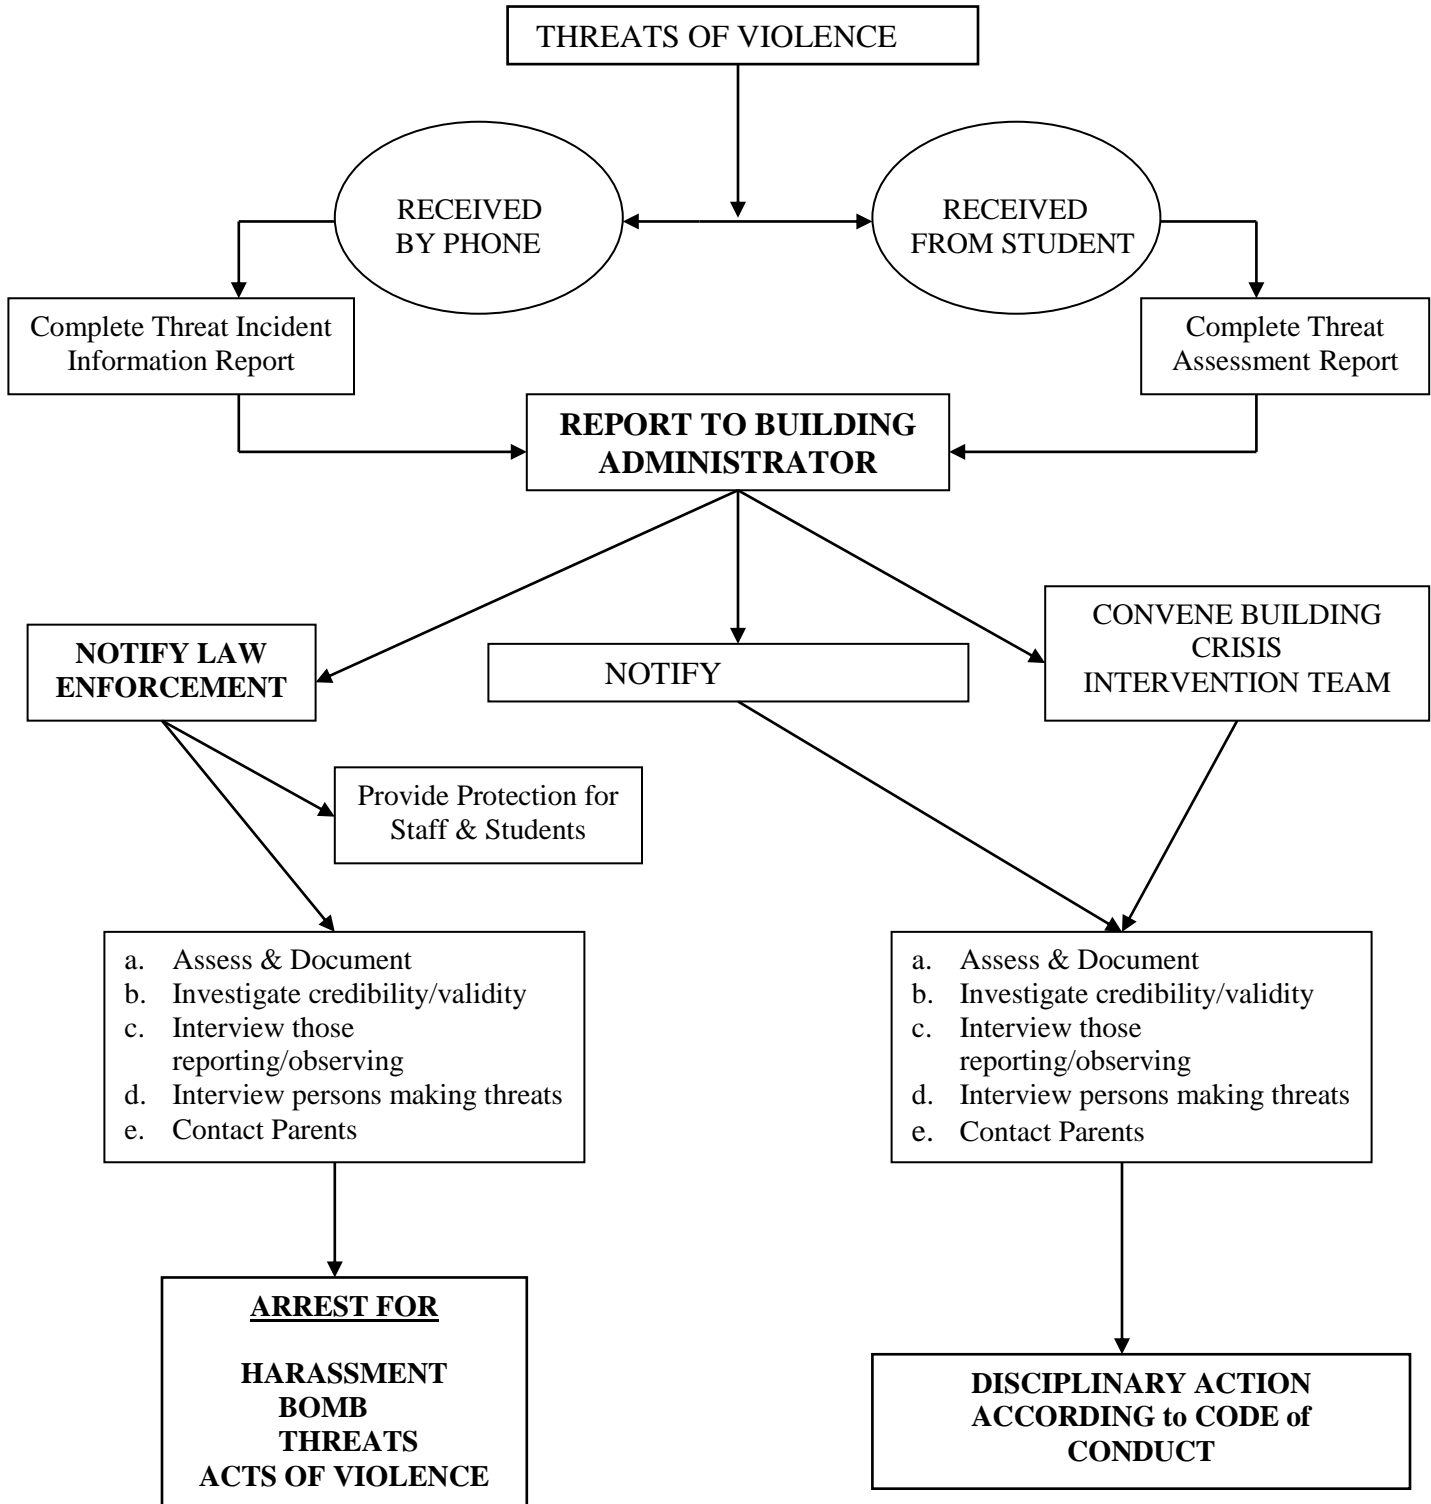 THREATS OF VIOLENCE
RECEIVED
BY PHONE
RECEIVED
FROM STUDENT
Complete Threat Incident
Information Report
Complete Threat
Assessment Report
REPORT TO BUILDING
ADMINISTRATOR
NOTIFY LAW
ENFORCEMENT
NOTIFY
CONVENE BUILDING
CRISIS
INTERVENTION TEAM
Provide Protection for
Staff & Students
a. Assess & Document
b. Investigate credibility/validity
c. Interview those
reporting/observing
d. Interview persons making threats
e. Contact Parents
a. Assess & Document
b. Investigate credibility/validity
c. Interview those
reporting/observing
d. Interview persons making threats
e. Contact Parents
ARREST FOR
HARASSMENT
BOMB
THREATS
ACTS OF VIOLENCE
DISCIPLINARY ACTION
ACCORDING to CODE of
CONDUCT